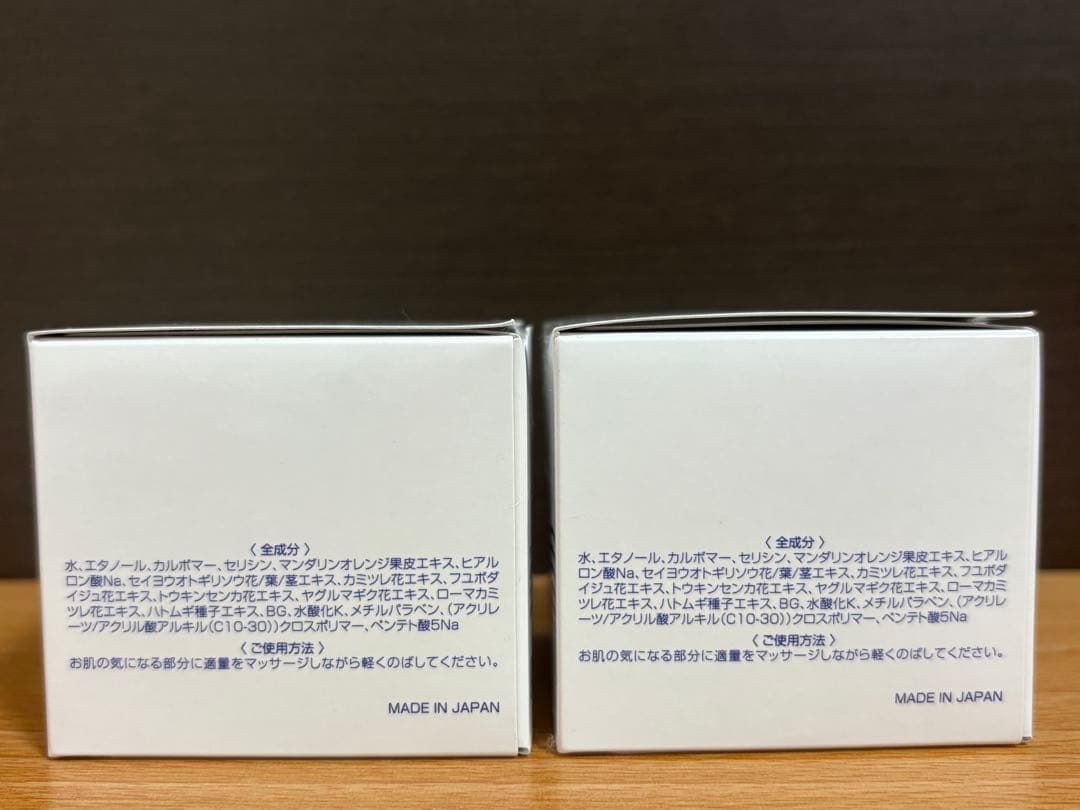 〈 全成分 〉
水、エタノール、カルボマー、セリシン、マンダリンオレンジ果皮エキス、ヒアル
ロン酸Na、セイヨウオトギリソウ花/葉/茎エキス、カミツレ花エキス、フユボダ
イジュ花エキス、トウキンセンカ花エキス、ヤグルマギク花エキス、ローマカミ
ツレ花エキス、ハトムギ種子エキス、BG、水酸化K、メチルパラベン、(アクリレ
ーツ/アクリル酸アルキル(C10-30))クロスポリマー、ペンテト酸5Na
〈 ご使用方法 〉
お肌の気になる部分に適量をマッサージしながら軽くのばしてください。
MADE IN JAPAN
〈 全成分 〉
水、エタノール、カルボマー、セリシン、マンダリンオレンジ果皮エキス、ヒアル
ロン酸Na、セイヨウオトギリソウ花/葉/茎エキス、カミツレ花エキス、フユボダ
イジュ花エキス、トウキンセンカ花エキス、ヤグルマギク花エキス、ローマカミ
ツレ花エキス、ハトムギ種子エキス、BG、水酸化K、メチルパラベン、(アクリレ
ーツ/アクリル酸アルキル(C10-30))クロスポリマー、ペンテト酸5Na
〈 ご使用方法 〉
お肌の気になる部分に適量をマッサージしながら軽くのばしてください。
MADE IN JAPAN